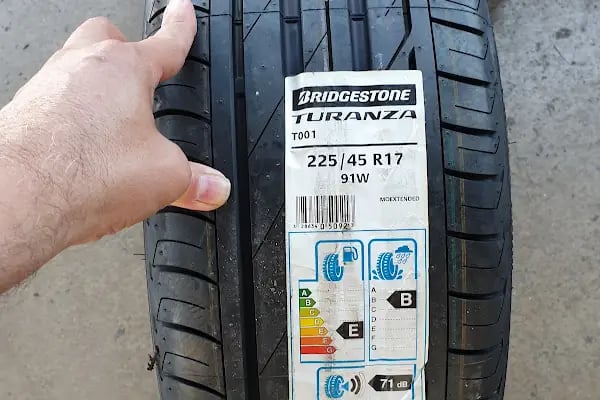 BRIDGESTONE
TURANZA
T001
225/45 R17
91W
MOEXTENDED
A
B
C
D
E
F
G
E
A
B
C
D
E
F
G
B
71 dB